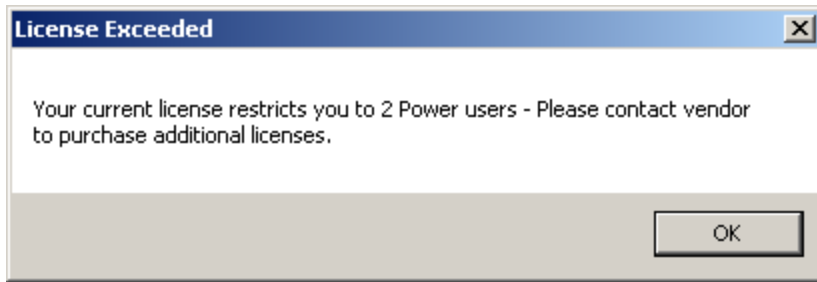 License Exceeded
Your current license restricts you to 2 Power users - Please contact vendor
to purchase additional licenses.
OK